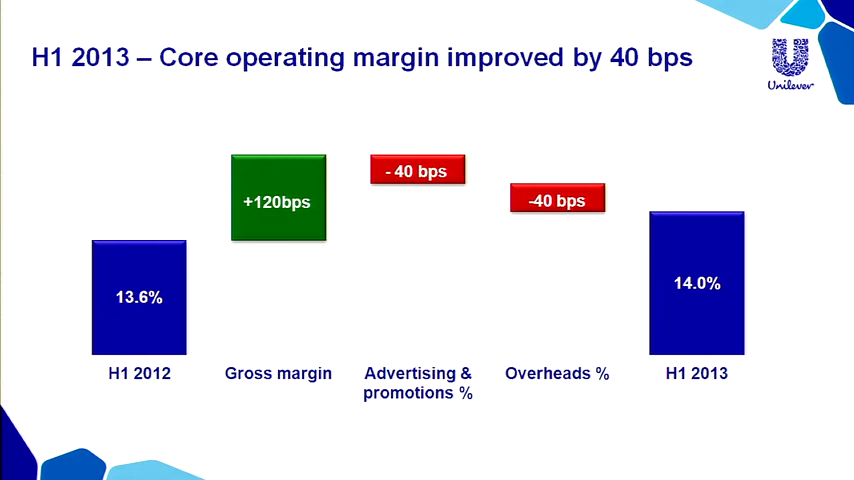 H1 2013 – Core operating margin improved by 40 bps
Unilever
+120bps
- 40 bps
-40 bps
13.6%
14.0%
H1 2012
Gross margin
Advertising &
promotions %
Overheads %
H1 2013